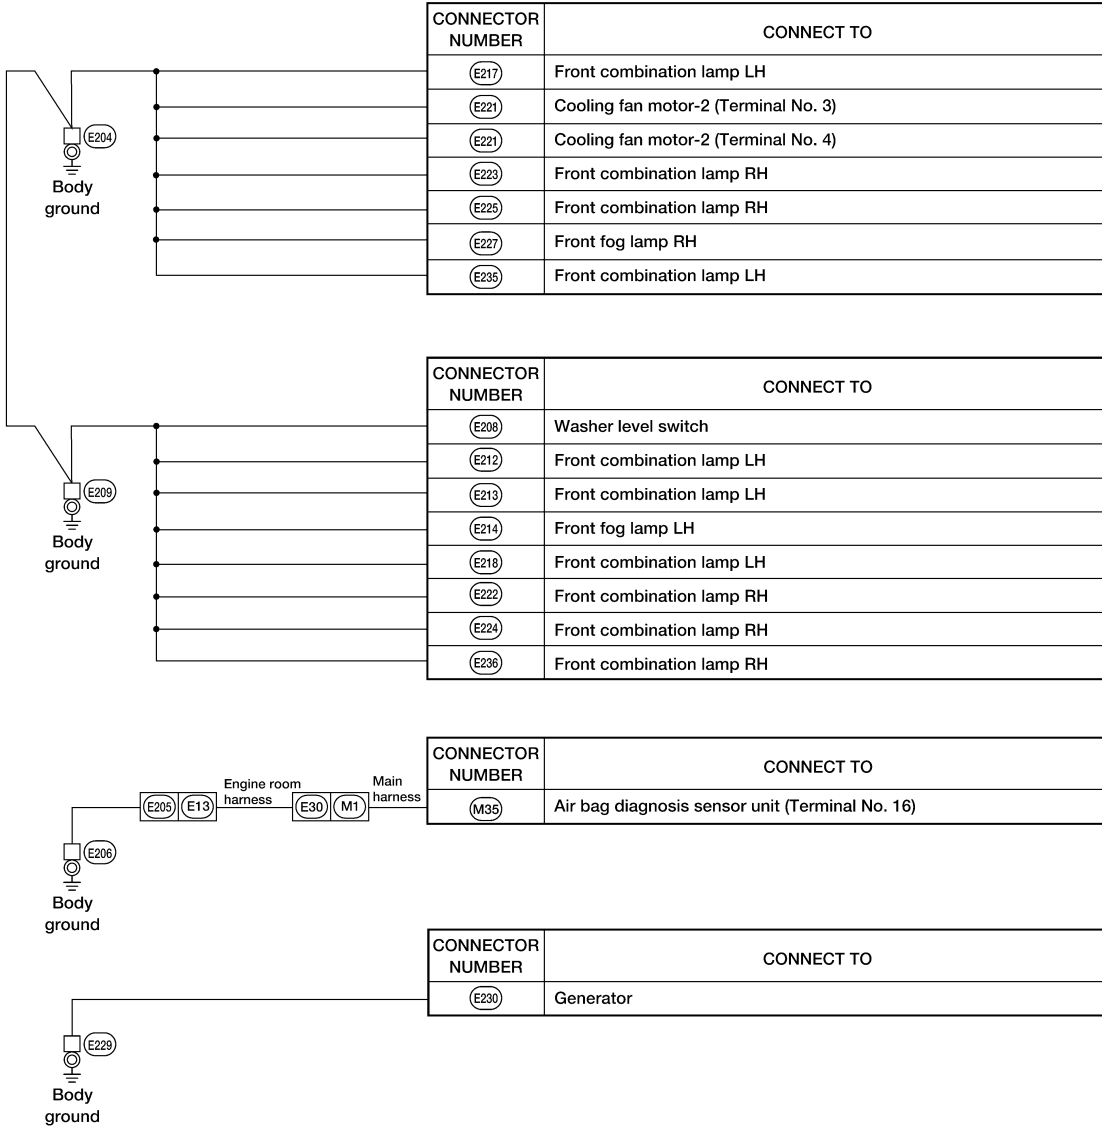 CONNECTOR
NUMBER
CONNECT TO
E217 Front combination lamp LH
E221 Cooling fan motor-2 (Terminal No. 3)
E221 Cooling fan motor-2 (Terminal No. 4)
E223 Front combination lamp RH
E225 Front combination lamp RH
E227 Front fog lamp RH
E235 Front combination lamp LH
E204
Body
ground
CONNECTOR
NUMBER
CONNECT TO
E208 Washer level switch
E212 Front combination lamp LH
E213 Front combination lamp LH
E214 Front fog lamp LH
E218 Front combination lamp LH
E222 Front combination lamp RH
E224 Front combination lamp RH
E236 Front combination lamp RH
E209
Body
ground
CONNECTOR
NUMBER
CONNECT TO
M35 Air bag diagnosis sensor unit (Terminal No. 16)
E205 E13
Engine room
harness
E30 M1
Main
harness
E206
Body
ground
CONNECTOR
NUMBER
CONNECT TO
E230 Generator
E229
Body
ground